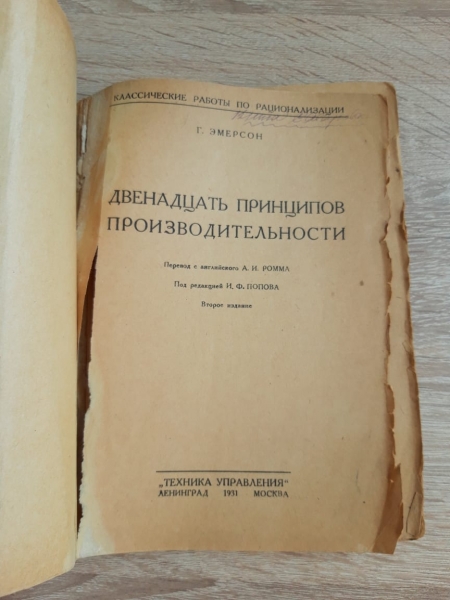 КЛАССИЧЕСКИЕ РАБОТЫ ПО РАЦИОНАЛИЗАЦИИ
Г. ЭМЕРСОН
ДВЕНАДЦАТЬ ПРИНЦИПОВ
ПРОИЗВОДИТЕЛЬНОСТИ
Перевод с английского А. И. РОММА
Под редакцией И. Ф. ПОПОВА
Второе издание
„ТЕХНИКА УПРАВЛЕНИЯ“
ЛЕНИНГРАД 1931 МОСКВА